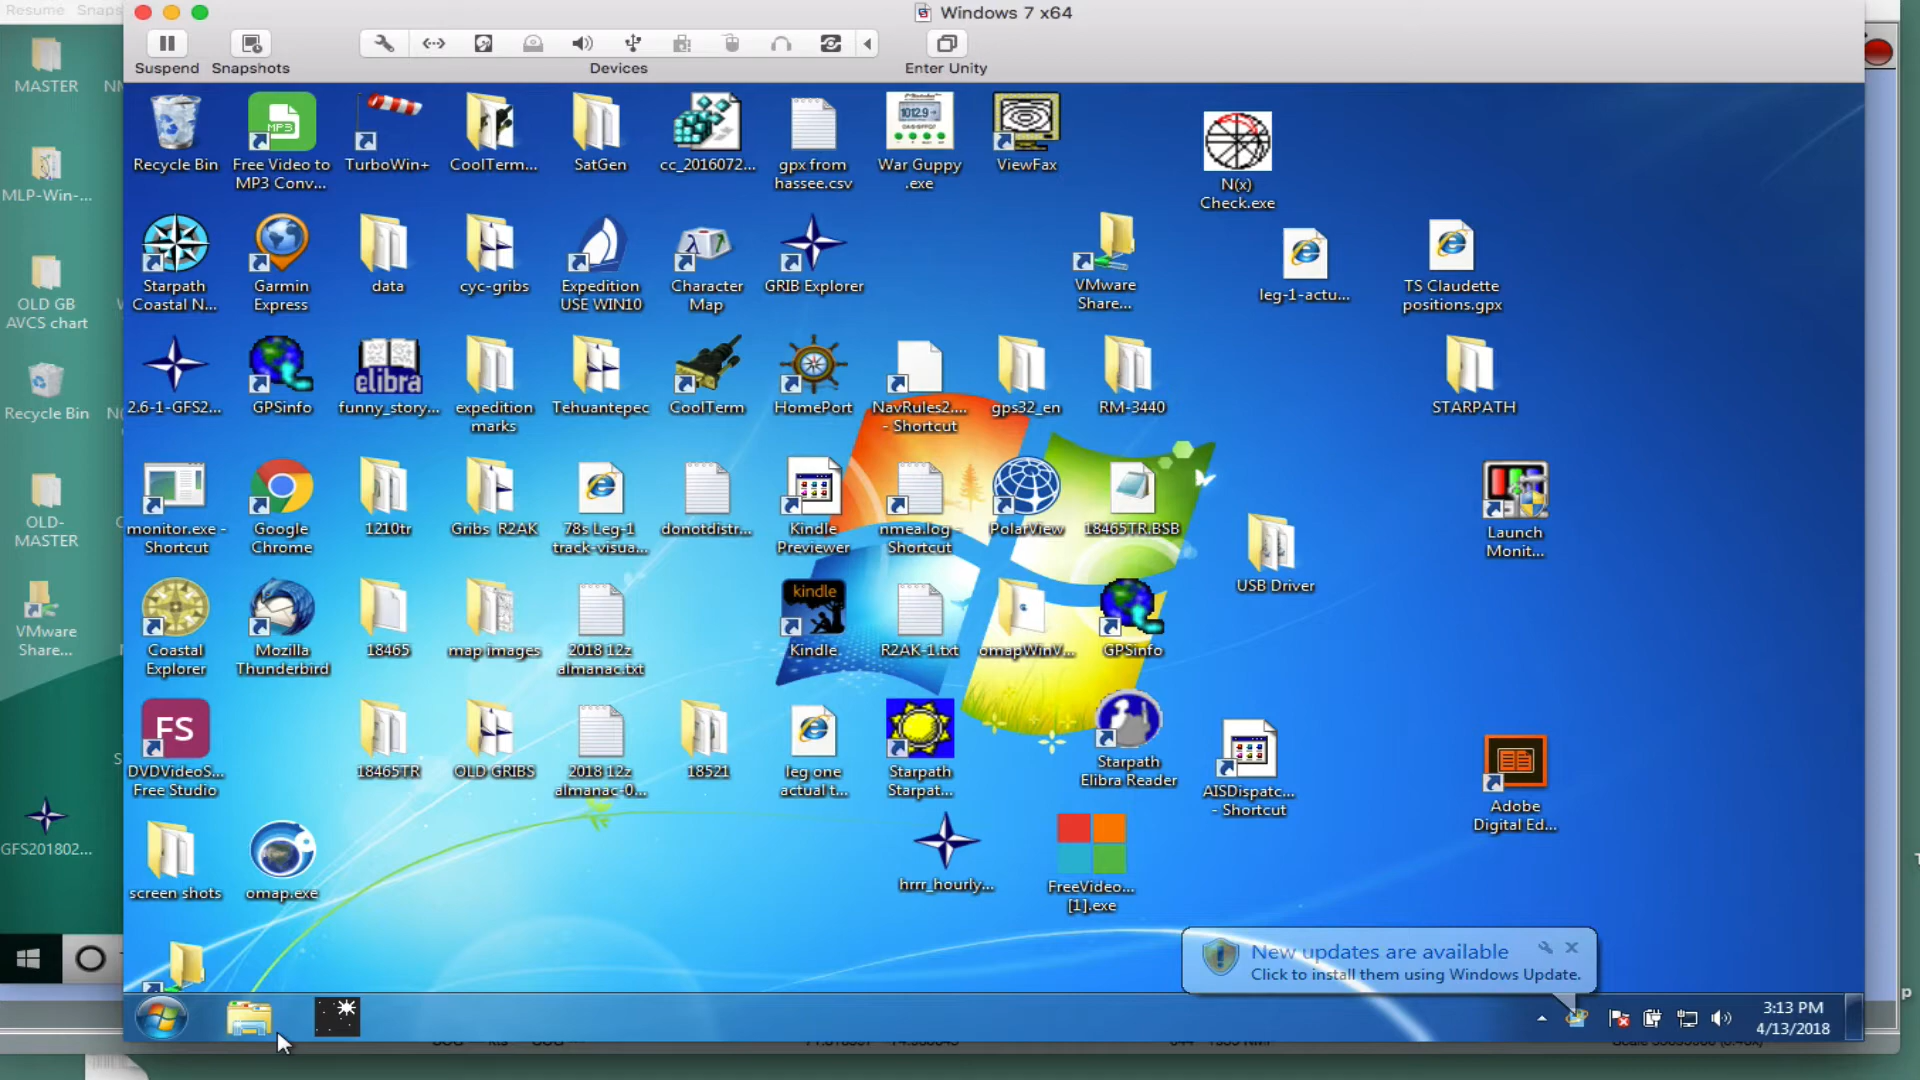 Resume Snaps
Windows 7 x64
Suspend
Snapshots
Devices
Enter Unity
MASTER
NM
MLP-Win-...
OLD GB
AVCS chart
Recycle Bin
OLD-
MASTER
VMware
Share...
GFS201802...
Recycle Bin
Free Video to
MP3 Conv...
MP3
TurboWin+
CoolTerm...
SatGen
cc_2016072...
gpx from
hassee.csv
1012.9
War Guppy
.exe
ViewFax
N(x)
Check.exe
Starpath
Coastal N...
Garmin
Express
data
cyc-gribs
Expedition
USE WIN10
Character
Map
GRIB Explorer
VMware
Share...
leg-1-actu...
TS Claudette
positions.gpx
2.6-1-GFS2...
GPSinfo
elibra
funny_story...
expedition
marks
Tehuantepec
CoolTerm
HomePort
NavRules2....
- Shortcut
gps32_en
RM-3440
STARPATH
monitor.exe -
Shortcut
Google
Chrome
1210tr
Gribs R2AK
78s Leg-1
track-visua...
donotdistr...
Kindle
Previewer
nmea.log -
Shortcut
PolarView
18465TR.BSB
USB Driver
Launch
Monit...
Coastal
Explorer
Mozilla
Thunderbird
18465
map images
2018 12z
almanac.txt
kindle
Kindle
R2AK-1.txt
omapWinV...
GPSinfo
FS
DVDVideoS...
Free Studio
18465TR
OLD GRIBS
2018 12z
almanac-0...
18521
leg one
actual t...
Starpath
Starpat...
Starpath
Elibra Reader
AISDispatc...
- Shortcut
Adobe
Digital Ed...
screen shots
omap.exe
hrrr_hourly...
FreeVideo...
[1].exe
New updates are available
Click to install them using Windows Update.
3:13 PM
4/13/2018